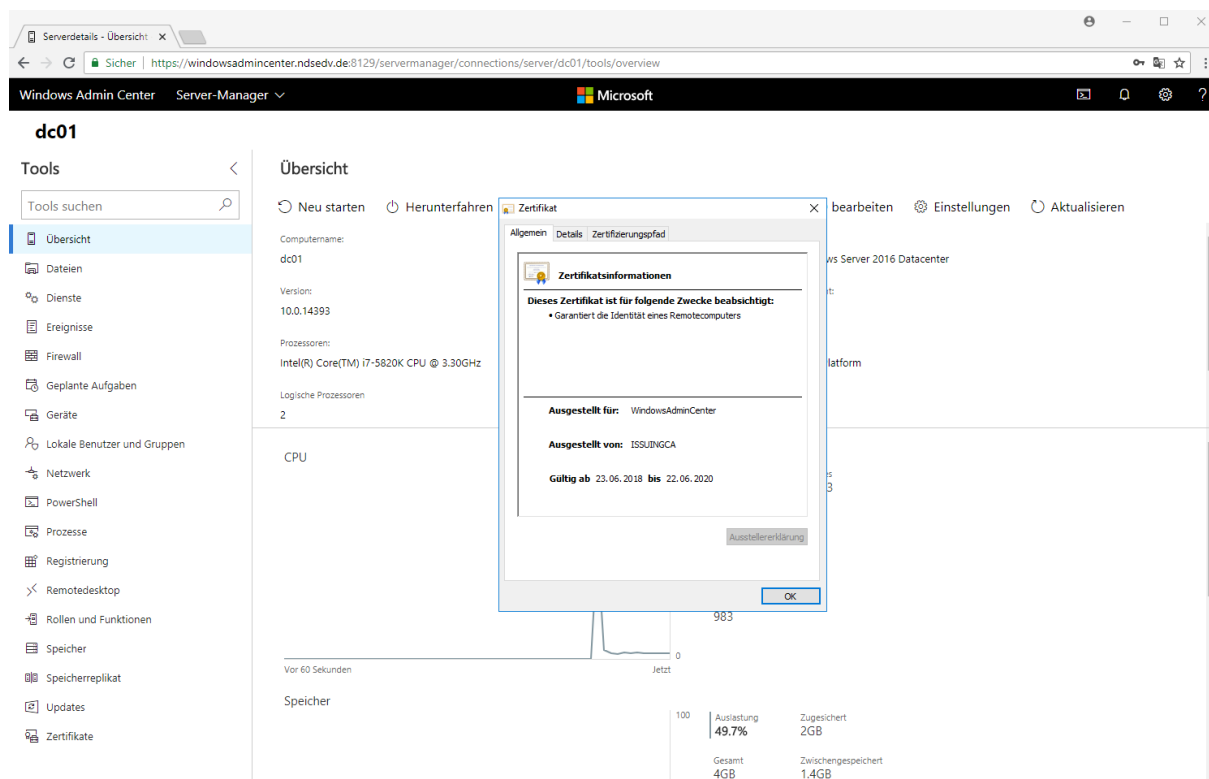 Serverdetails - Übersicht
Sicher | https://windowsadmincenter.ndsedv.de:8129/servermanager/connections/server/dc01/tools/overview
Windows Admin Center Server-Manager Microsoft
dc01
Tools
Übersicht
Tools suchen
Neu starten Herunterfahren bearbeiten Einstellungen Aktualisieren
Übersicht
Dateien
Dienste
Ereignisse
Firewall
Geplante Aufgaben
Geräte
Lokale Benutzer und Gruppen
Netzwerk
PowerShell
Prozesse
Registrierung
Remotedesktop
Rollen und Funktionen
Speicher
Speicherreplikat
Updates
Zertifikate
Computername:
dc01
ws Server 2016 Datacenter
Version:
10.0.14393
Prozessoren:
Intel(R) Core(TM) i7-5820K CPU @ 3.30GHz
latform
Logische Prozessoren
2
Zertifikat
Allgemein Details Zertifizierungspfad
Zertifikatsinformationen
Dieses Zertifikat ist für folgende Zwecke beabsichtigt:
• Garantiert die Identität eines Remotecomputers
Ausgestellt für: WindowsAdminCenter
Ausgestellt von: ISSUINGCA
Gültig ab 23.06.2018 bis 22.06.2020
Ausstellererklärung
OK
CPU
983
0
Vor 60 Sekunden Jetzt
Speicher
100
Auslastung Zugesichert
49.7% 2GB
Gesamt Zwischengespeichert
4GB 1.4GB